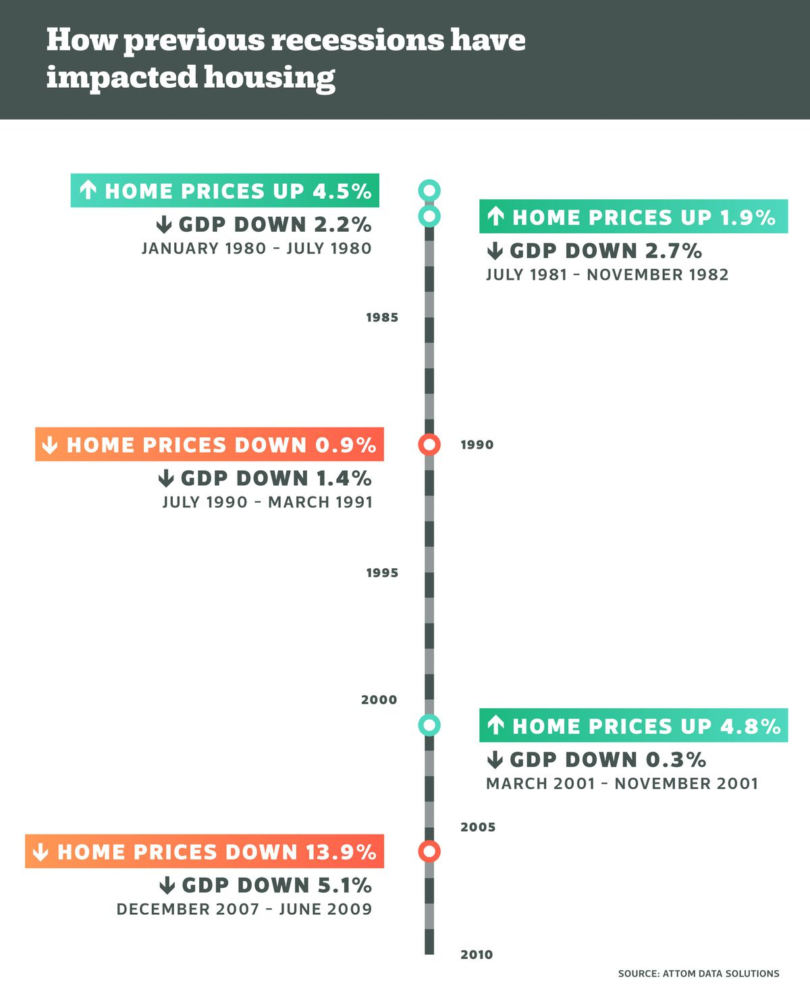 How previous recessions have
impacted housing
HOME PRICES UP 4.5%
GDP DOWN 2.2%
JANUARY 1980 – JULY 1980
HOME PRICES UP 1.9%
GDP DOWN 2.7%
JULY 1981 – NOVEMBER 1982
1985
HOME PRICES DOWN 0.9%
1990
GDP DOWN 1.4%
JULY 1990 – MARCH 1991
1995
2000
HOME PRICES UP 4.8%
GDP DOWN 0.3%
MARCH 2001 – NOVEMBER 2001
2005
HOME PRICES DOWN 13.9%
GDP DOWN 5.1%
DECEMBER 2007 – JUNE 2009
2010
SOURCE: ATTOM DATA SOLUTIONS